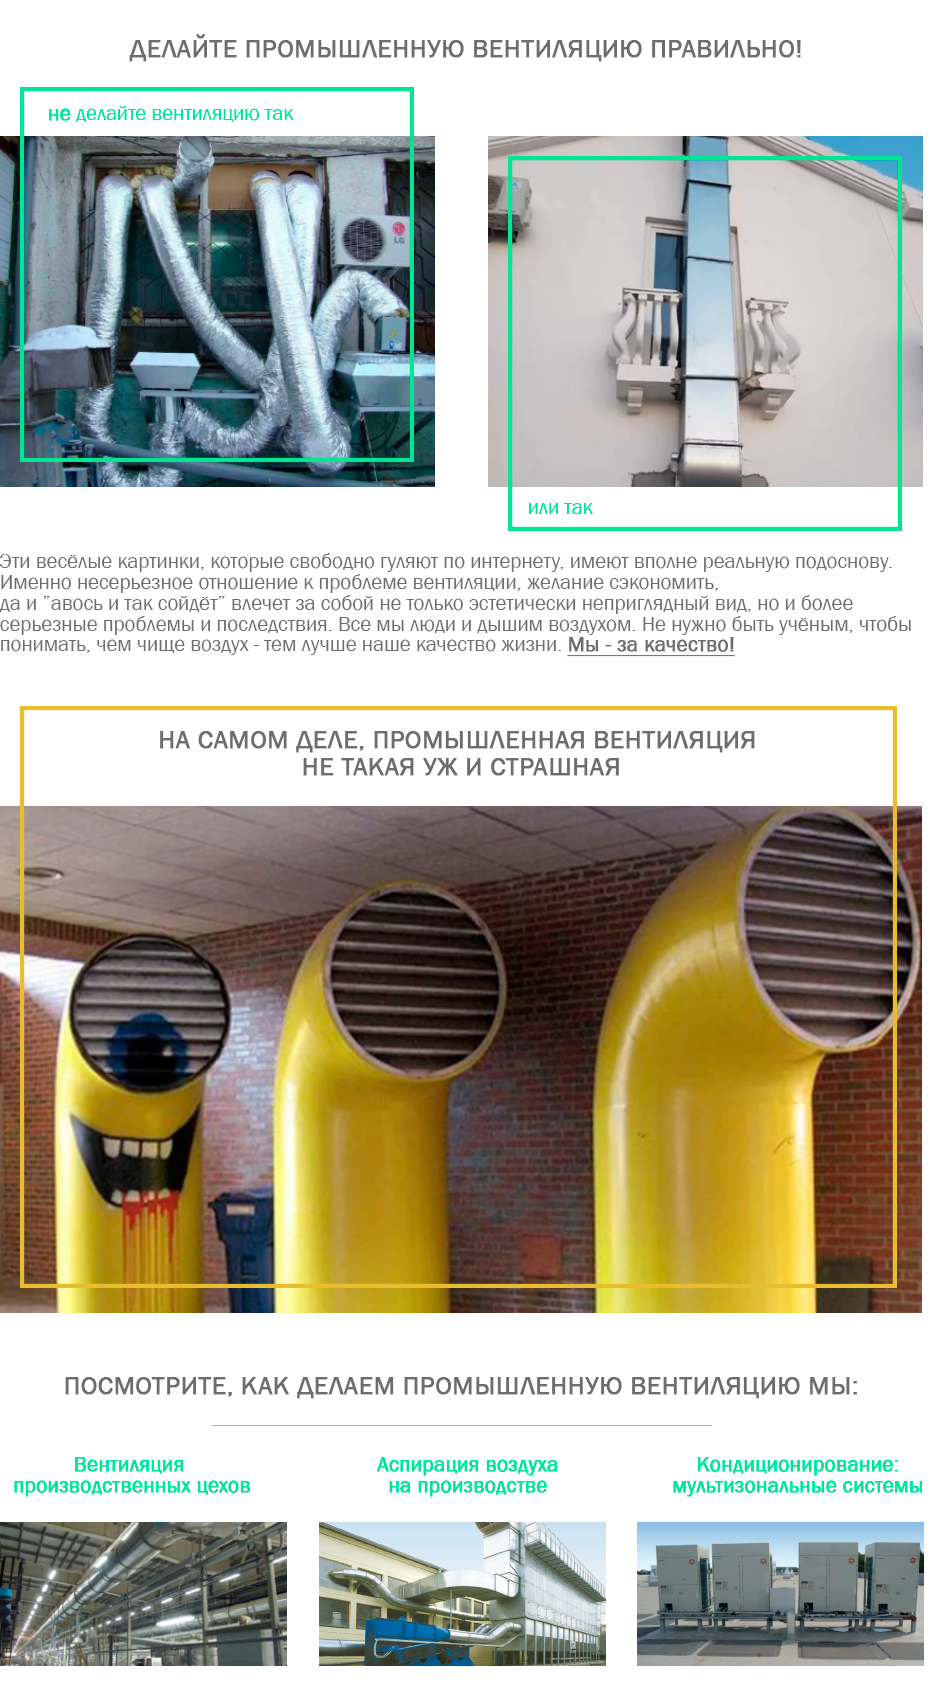 ДЕЛАЙТЕ ПРОМЫШЛЕННУЮ ВЕНТИЛЯЦИЮ ПРАВИЛЬНО!
не делайте вентиляцию так
LG
или так
Эти весёлые картинки, которые свободно гуляют по интернету, имеют вполне реальную подоснову.
Именно несерьезное отношение к проблеме вентиляции, желание сэкономить,
да и ”авось и так сойдёт” влечет за собой не только эстетически неприглядный вид, но и более
серьезные проблемы и последствия. Все мы люди и дышим воздухом. Не нужно быть учёным, чтобы
понимать, чем чище воздух - тем лучше наше качество жизни. Мы - за качество!
НА САМОМ ДЕЛЕ, ПРОМЫШЛЕННАЯ ВЕНТИЛЯЦИЯ
НЕ ТАКАЯ УЖ И СТРАШНАЯ
ПОСМОТРИТЕ, КАК ДЕЛАЕМ ПРОМЫШЛЕННУЮ ВЕНТИЛЯЦИЮ МЫ:
Вентиляция
производственных цехов
Аспирация воздуха
на производстве
Кондиционирование:
мультизональные системы